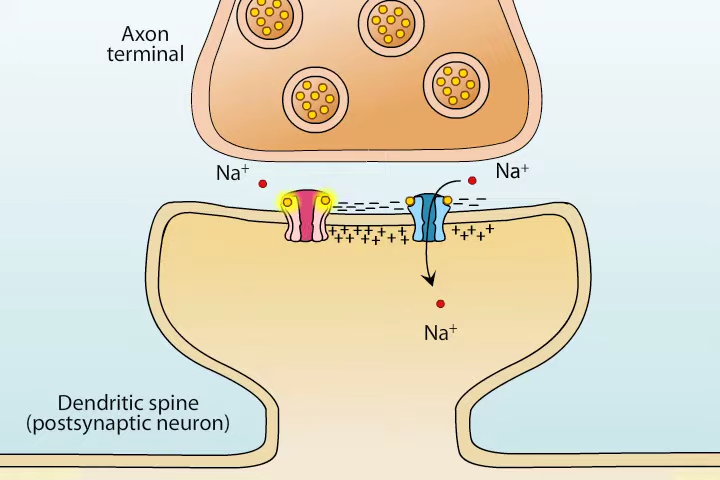 Axon
terminal
Na⁺
Na⁺
Na⁺
Dendritic spine
(postsynaptic neuron)